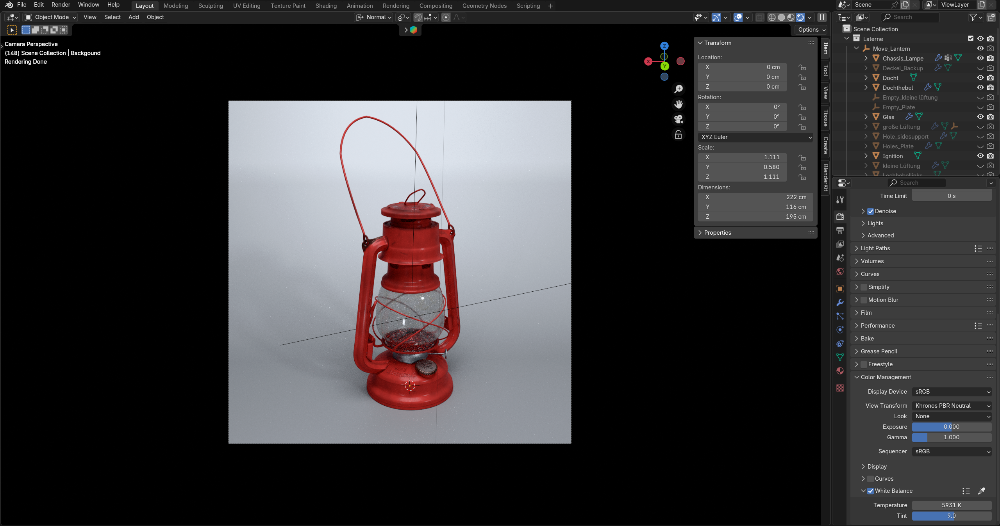 File Edit Render Window Help Layout Modeling Sculpting UV Editing Texture Paint Shading Animation Rendering Compositing Geometry Nodes Scripting + Scene ViewLayer
Object Mode View Select Add Object Normal Search
Options
Camera Perspective
(148) Scene Collection | Backgound
Rendering Done
Z
X
Y
Transform
Location:
X 0 cm
Y 0 cm
Z 0 cm
Rotation:
X 0°
Y 0°
Z 0°
XYZ Euler
Scale:
X 1.111
Y 0.580
Z 1.111
Dimensions:
X 222 cm
Y 116 cm
Z 195 cm
Properties
Item
Tool
View
Tissue
Create
BlenderKit
Scene Collection
Laterne
Move_Lantern
Chassis_Lampe
Deckel_Backup
Docht
Dochthebel
Empty_kleine lüftung
Empty_Plate
Glas
große Lüftung
Hole_sidesupport
Holes_Plate
Ignition
kleine Lüftung
Search
Time Limit 0 s
Denoise
Lights
Advanced
Light Paths
Volumes
Curves
Simplify
Motion Blur
Film
Performance
Bake
Grease Pencil
Freestyle
Color Management
Display Device sRGB
View Transform Khronos PBR Neutral
Look None
Exposure 0.000
Gamma 1.000
Sequencer sRGB
Display
Curves
White Balance
Temperature 5931 K
Tint 9.0